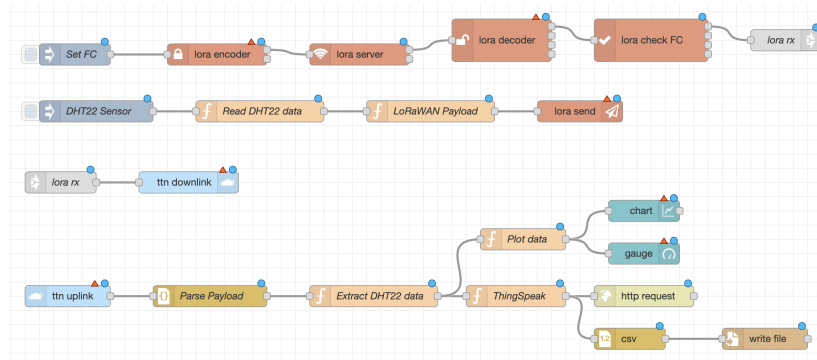 Set FC
lora encoder
lora server
lora decoder
lora check FC
lora rx
DHT22 Sensor
f
Read DHT22 data
f
LoRaWAN Payload
lora send
lora rx
ttn downlink
chart
f
Plot data
gauge
ttn uplink
{}
Parse Payload
f
Extract DHT22 data
f
ThingSpeak
http request
1,2
csv
write file